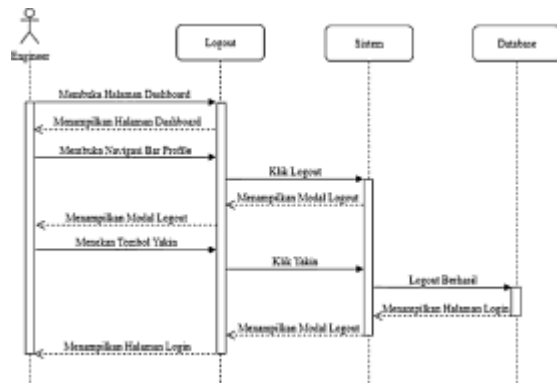 Engineer
Logout
Sistem
Database
Membuka Halaman Dashboard
Menampilkan Halaman Dashboard
Membuka Navigasi Bar Profile
Klik Logout
Menampilkan Modal Logout
Menampilkan Modal Logout
Menekan Tombol Yakin
Klik Yakin
Logout Berhasil
Menampilkan Halaman Login
Menampilkan Modal Logout
Menampilkan Halaman Login